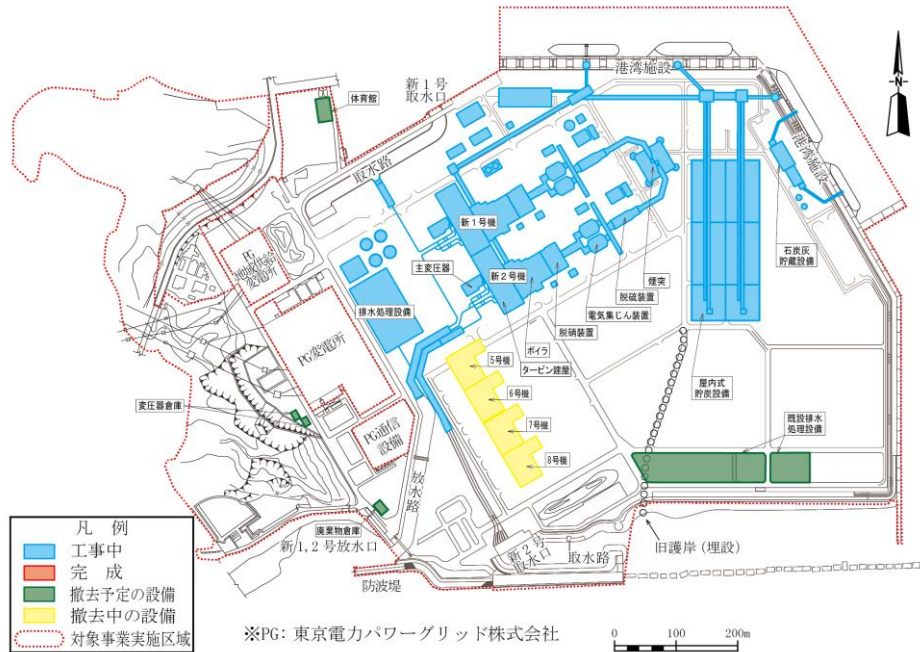 港湾施設
新1号
取水口
体育館
N
港湾施設
取水路
新1号機
PG
地域供給
変電所
石炭灰
貯蔵設備
主変圧器
新2号機
煙突
脱硫装置
排水処理設備
電気集じん装置
脱硝装置
ボイラ
タービン建屋
PG変電所
5号機
屋内式
貯炭設備
6号機
変圧器倉庫
7号機
既設排水
処理設備
PG通信
設備
8号機
放水路
廃棄物倉庫
新1,2号放水口
新2号
取水口
取水路
旧護岸(埋設)
防波堤
凡 例
工事中
完 成
撤去予定の設備
撤去中の設備
対象事業実施区域
※PG: 東京電力パワーグリッド株式会社
0 100 200m